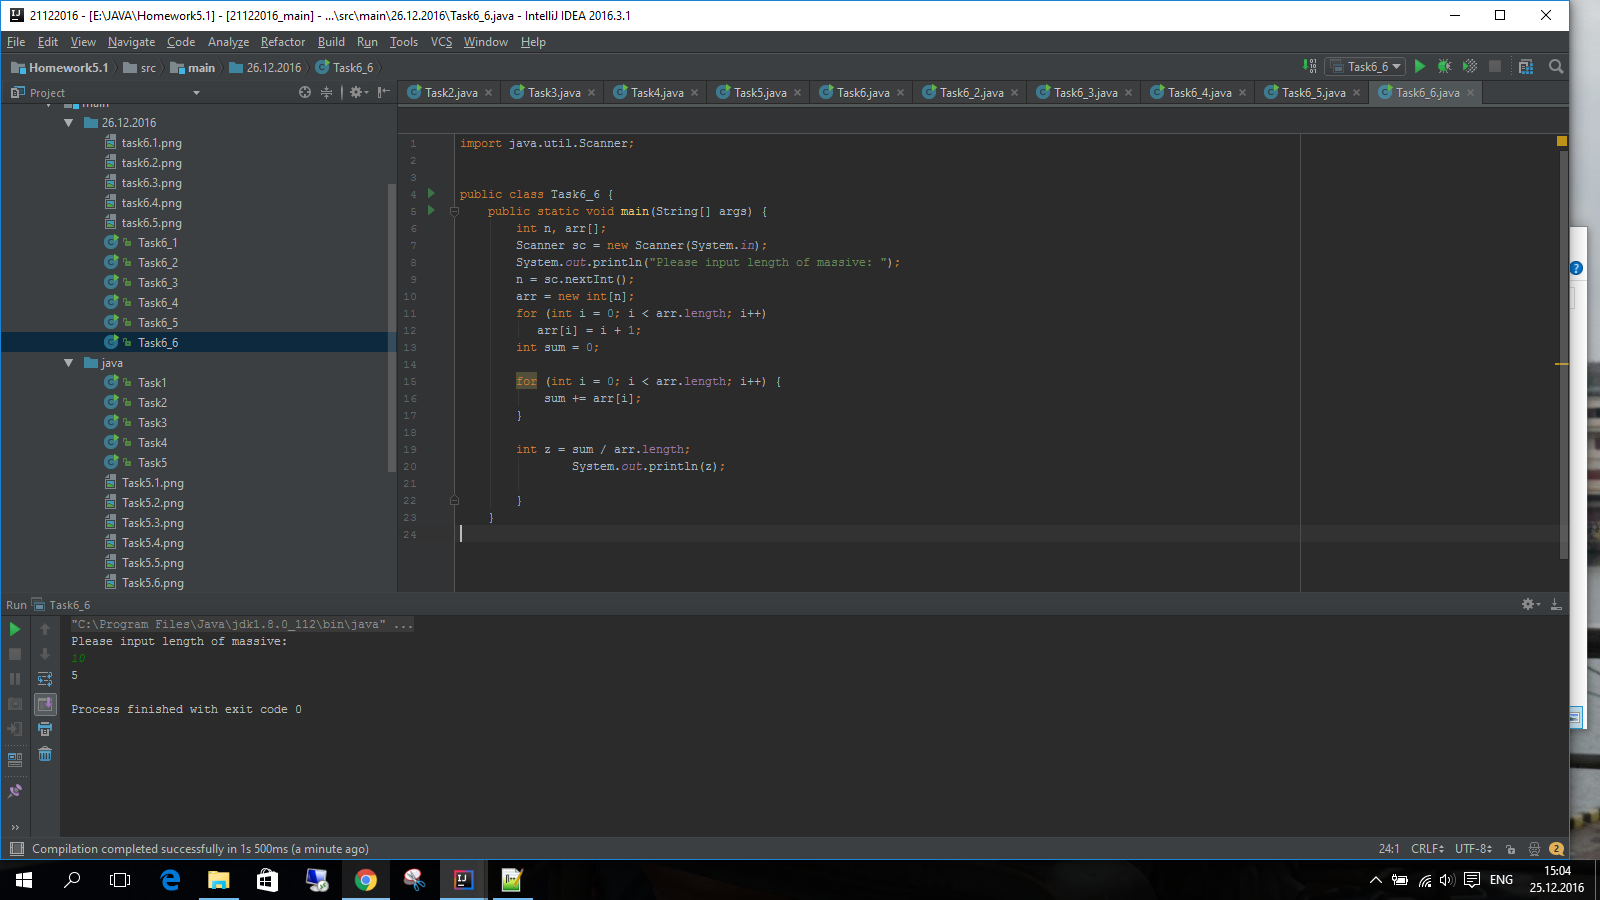 21122016 - [E:\JAVA\Homework5.1] - [21122016_main] - ...\src\main\26.12.2016\Task6_6.java - IntelliJ IDEA 2016.3.1
File Edit View Navigate Code Analyze Refactor Build Run Tools VCS Window Help
Homework5.1 src main 26.12.2016 Task6_6
Task6_6
Project
Task2.java Task3.java Task4.java Task5.java Task6.java Task6_2.java Task6_3.java Task6_4.java Task6_5.java Task6_6.java
main
26.12.2016
task6.1.png
task6.2.png
task6.3.png
task6.4.png
task6.5.png
Task6_1
Task6_2
Task6_3
Task6_4
Task6_5
Task6_6
java
Task1
Task2
Task3
Task4
Task5
Task5.1.png
Task5.2.png
Task5.3.png
Task5.4.png
Task5.5.png
Task5.6.png
1 import java.util.Scanner;
2
3
4 public class Task6_6 {
5 public static void main(String[] args) {
6 int n, arr[];
7 Scanner sc = new Scanner(System.in);
8 System.out.println("Please input length of massive: ");
9 n = sc.nextInt();
10 arr = new int[n];
11 for (int i = 0; i < arr.length; i++)
12 arr[i] = i + 1;
13 int sum = 0;
14
15 for (int i = 0; i < arr.length; i++) {
16 sum += arr[i];
17 }
18
19 int z = sum / arr.length;
20 System.out.println(z);
21
22 }
23 }
24
Run Task6_6
"C:\Program Files\Java\jdk1.8.0_112\bin\java" ...
Please input length of massive:
10
5
Process finished with exit code 0
Compilation completed successfully in 1s 500ms (a minute ago)
24:1 CRLF UTF-8 2
ENG
15:04
25.12.2016